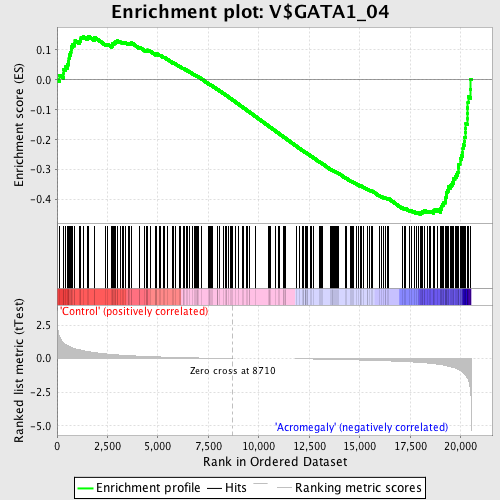 Enrichment plot: V$GATA1_04
Enrichment score (ES)
0.1
0.0
-0.1
-0.2
-0.3
-0.4
'Control' (positively correlated)
Ranked list metric (tTest)
2.5
0.0
-2.5
-5.0
Zero cross at 8710
'Acromegaly' (negatively correlated)
0 2,500 5,000 7,500 10,000 12,500 15,000 17,500 20,000
Rank in Ordered Dataset
Enrichment profile Hits Ranking metric scores